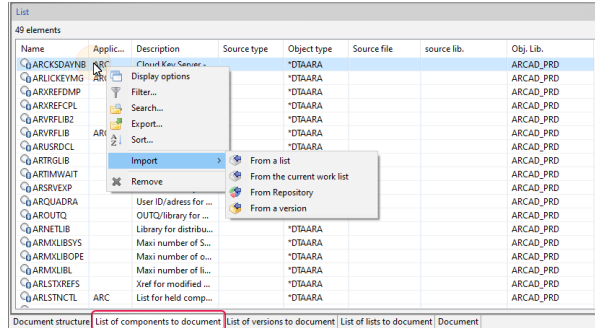 List
49 elements
Name Applic... Description Source type Object type Source file source lib. Obj. Lib.
ARCKSDAYNB ARC Cloud Key Server - *DTAARA ARCAD_PRD
ARLICKEYMG *DTAARA ARCAD_PRD
Display options
ARXREFDMP *DTAARA ARCAD_PRD
Filter...
ARXREFCPL *DTAARA ARCAD_PRD
Search...
ARVRFLIB2 *DTAARA ARCAD_PRD
Export...
ARVRFLIB *DTAARA ARCAD_PRD
Sort...
ARUSRDCL *DTAARA ARCAD_PRD
ARTRGLIB ARCAD_PRD
Import From a list
ARTIMWAIT ARCAD_PRD
From the current work list
ARSRVEXP ARCAD_PRD
Remove From Repository
ARQUADRA User ID/adress for ... ARCAD_PRD
From a version
AROUTQ OUTQ/library for ... ARCAD_PRD
ARNETLIB Library for distribu... *DTAARA ARCAD_PRD
ARMXLIBSYS Maxi number of S... *DTAARA ARCAD_PRD
ARMXLIBOPE Maxi number of o... *DTAARA ARCAD_PRD
ARMXLIBL Maxi number of li... *DTAARA ARCAD_PRD
ARLSTXREFS Xref for modified ... *DTAARA ARCAD_PRD
ARLSTNCTL ARC List for held comp... *DTAARA ARCAD_PRD
Document structure List of components to document List of versions to document List of lists to document Document